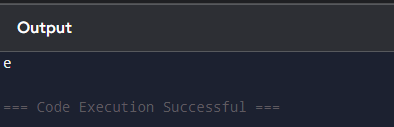 Output
e
=== Code Execution Successful ===